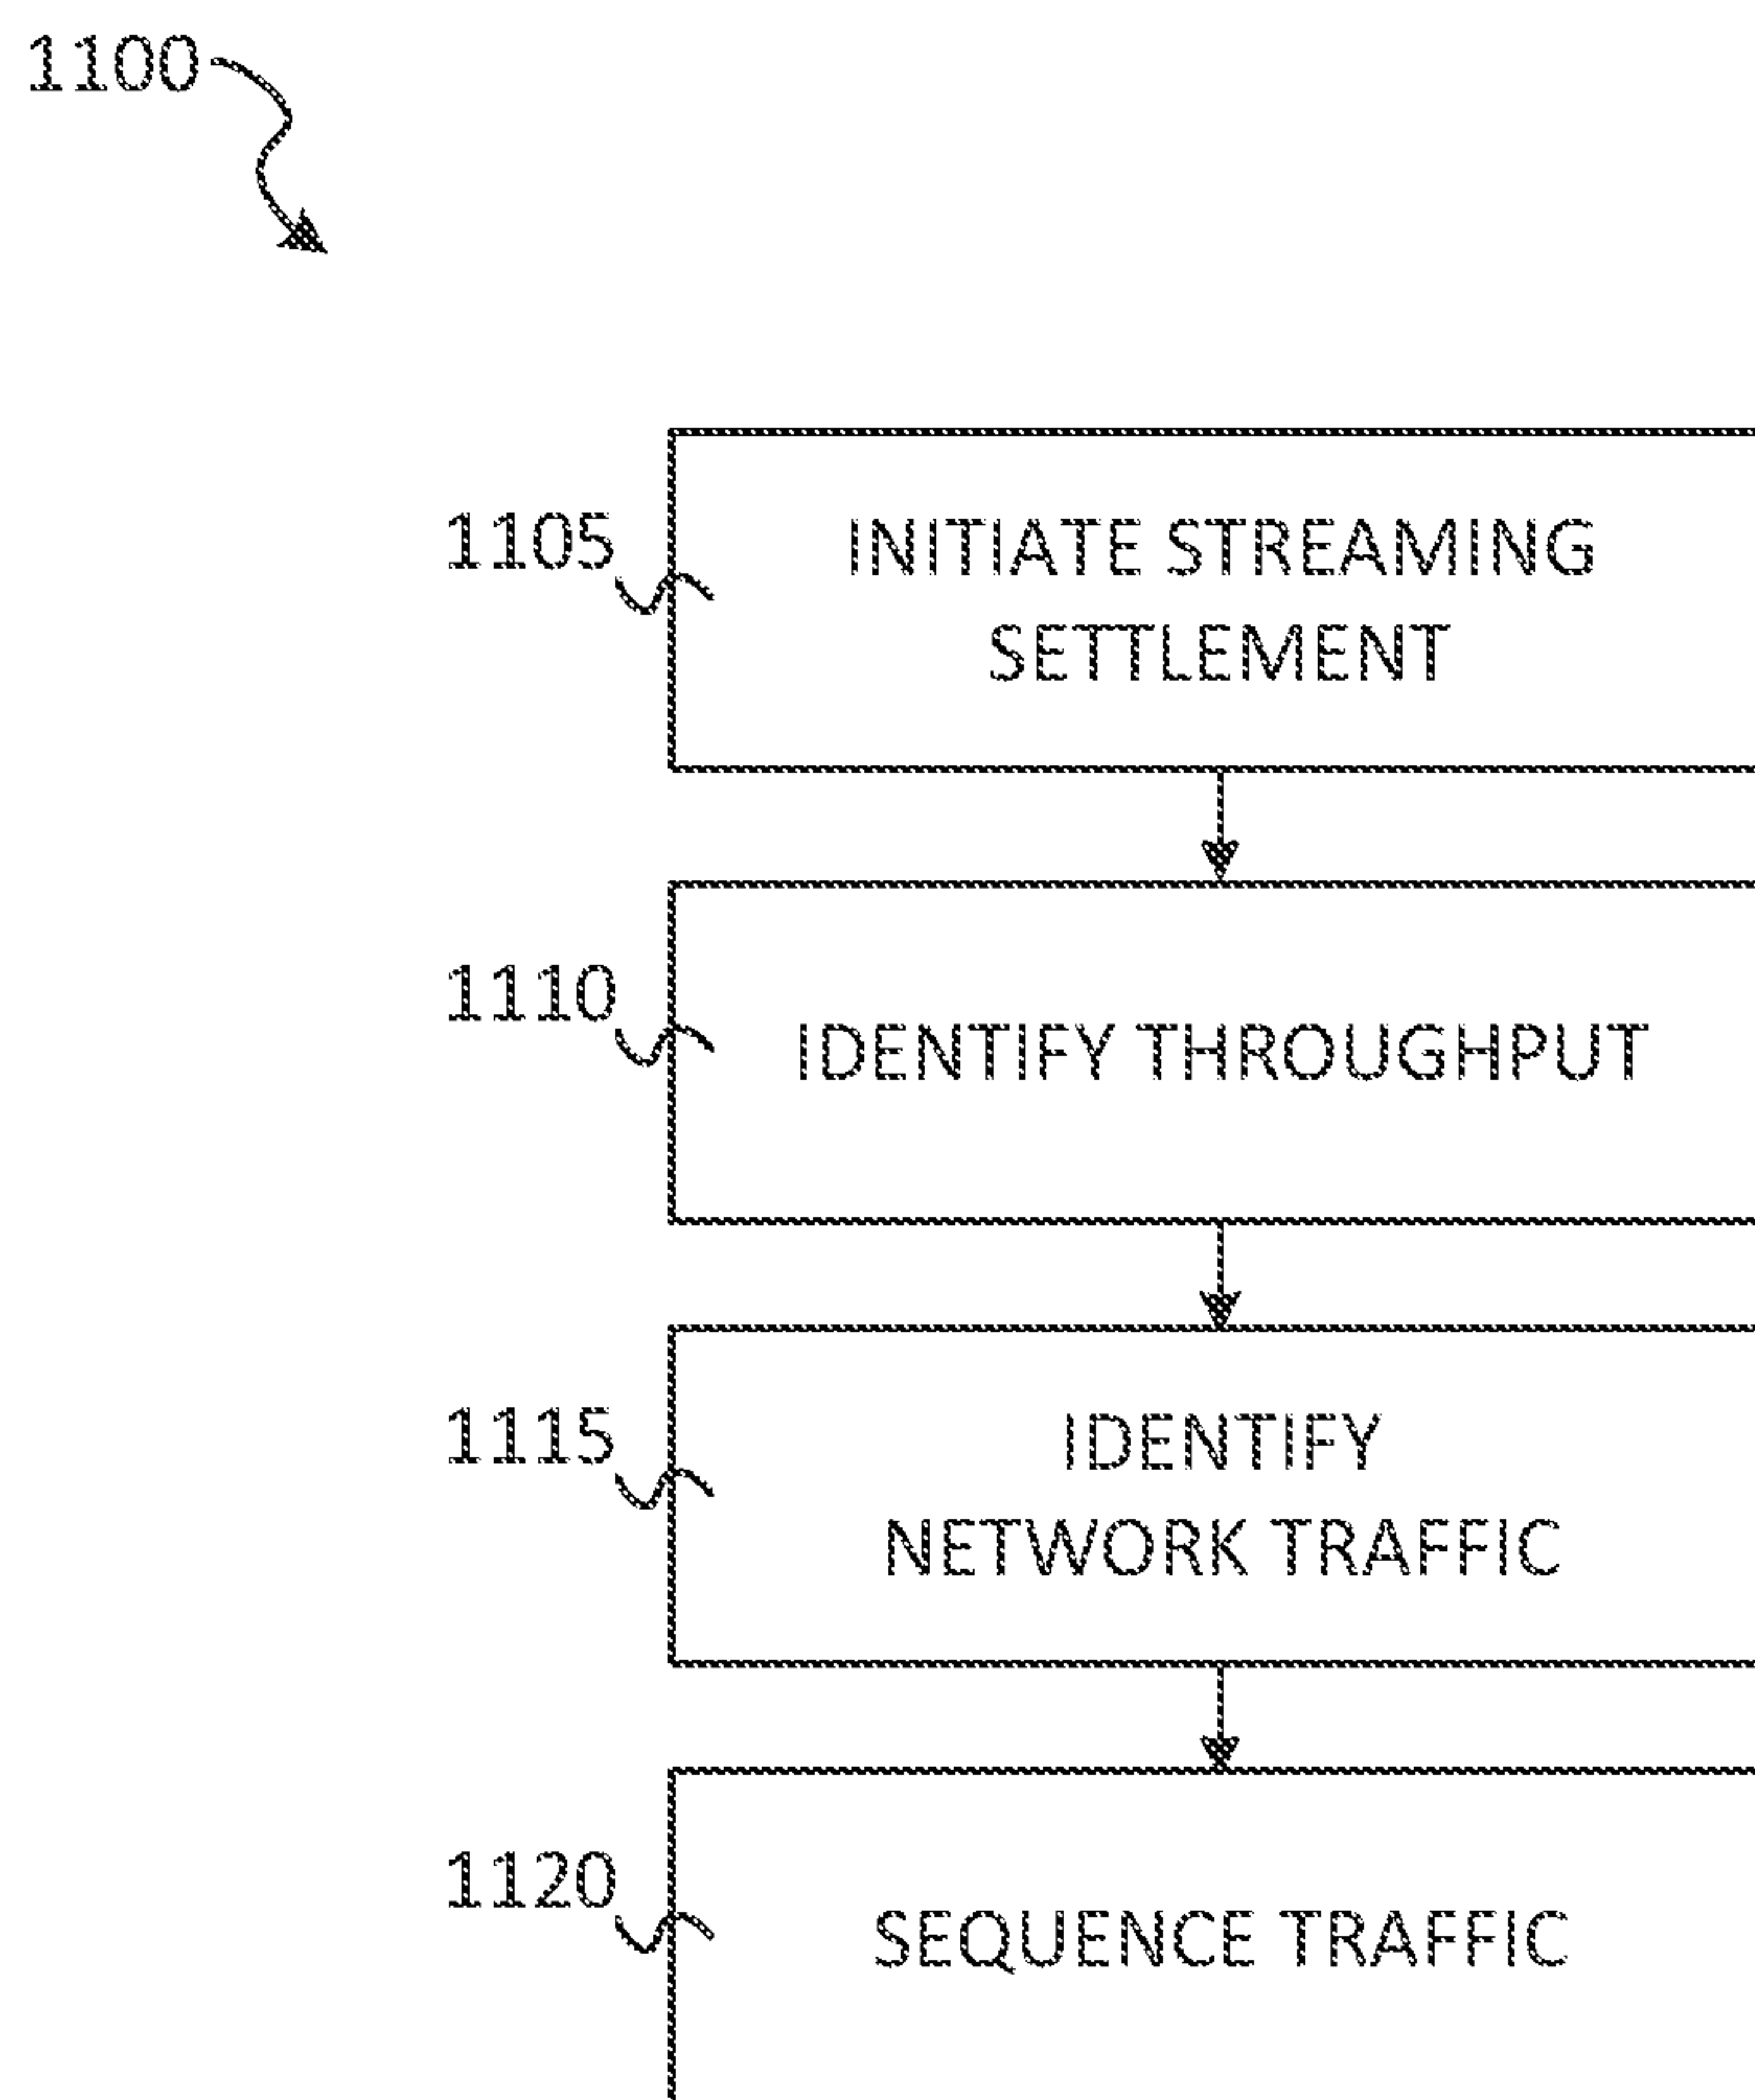 1100
1105
INITIATE STREAMING
SETTLEMENT
1110
IDENTIFY THROUGHPUT
1115
IDENTIFY
NETWORK TRAFFIC
1120
SEQUENCE TRAFFIC